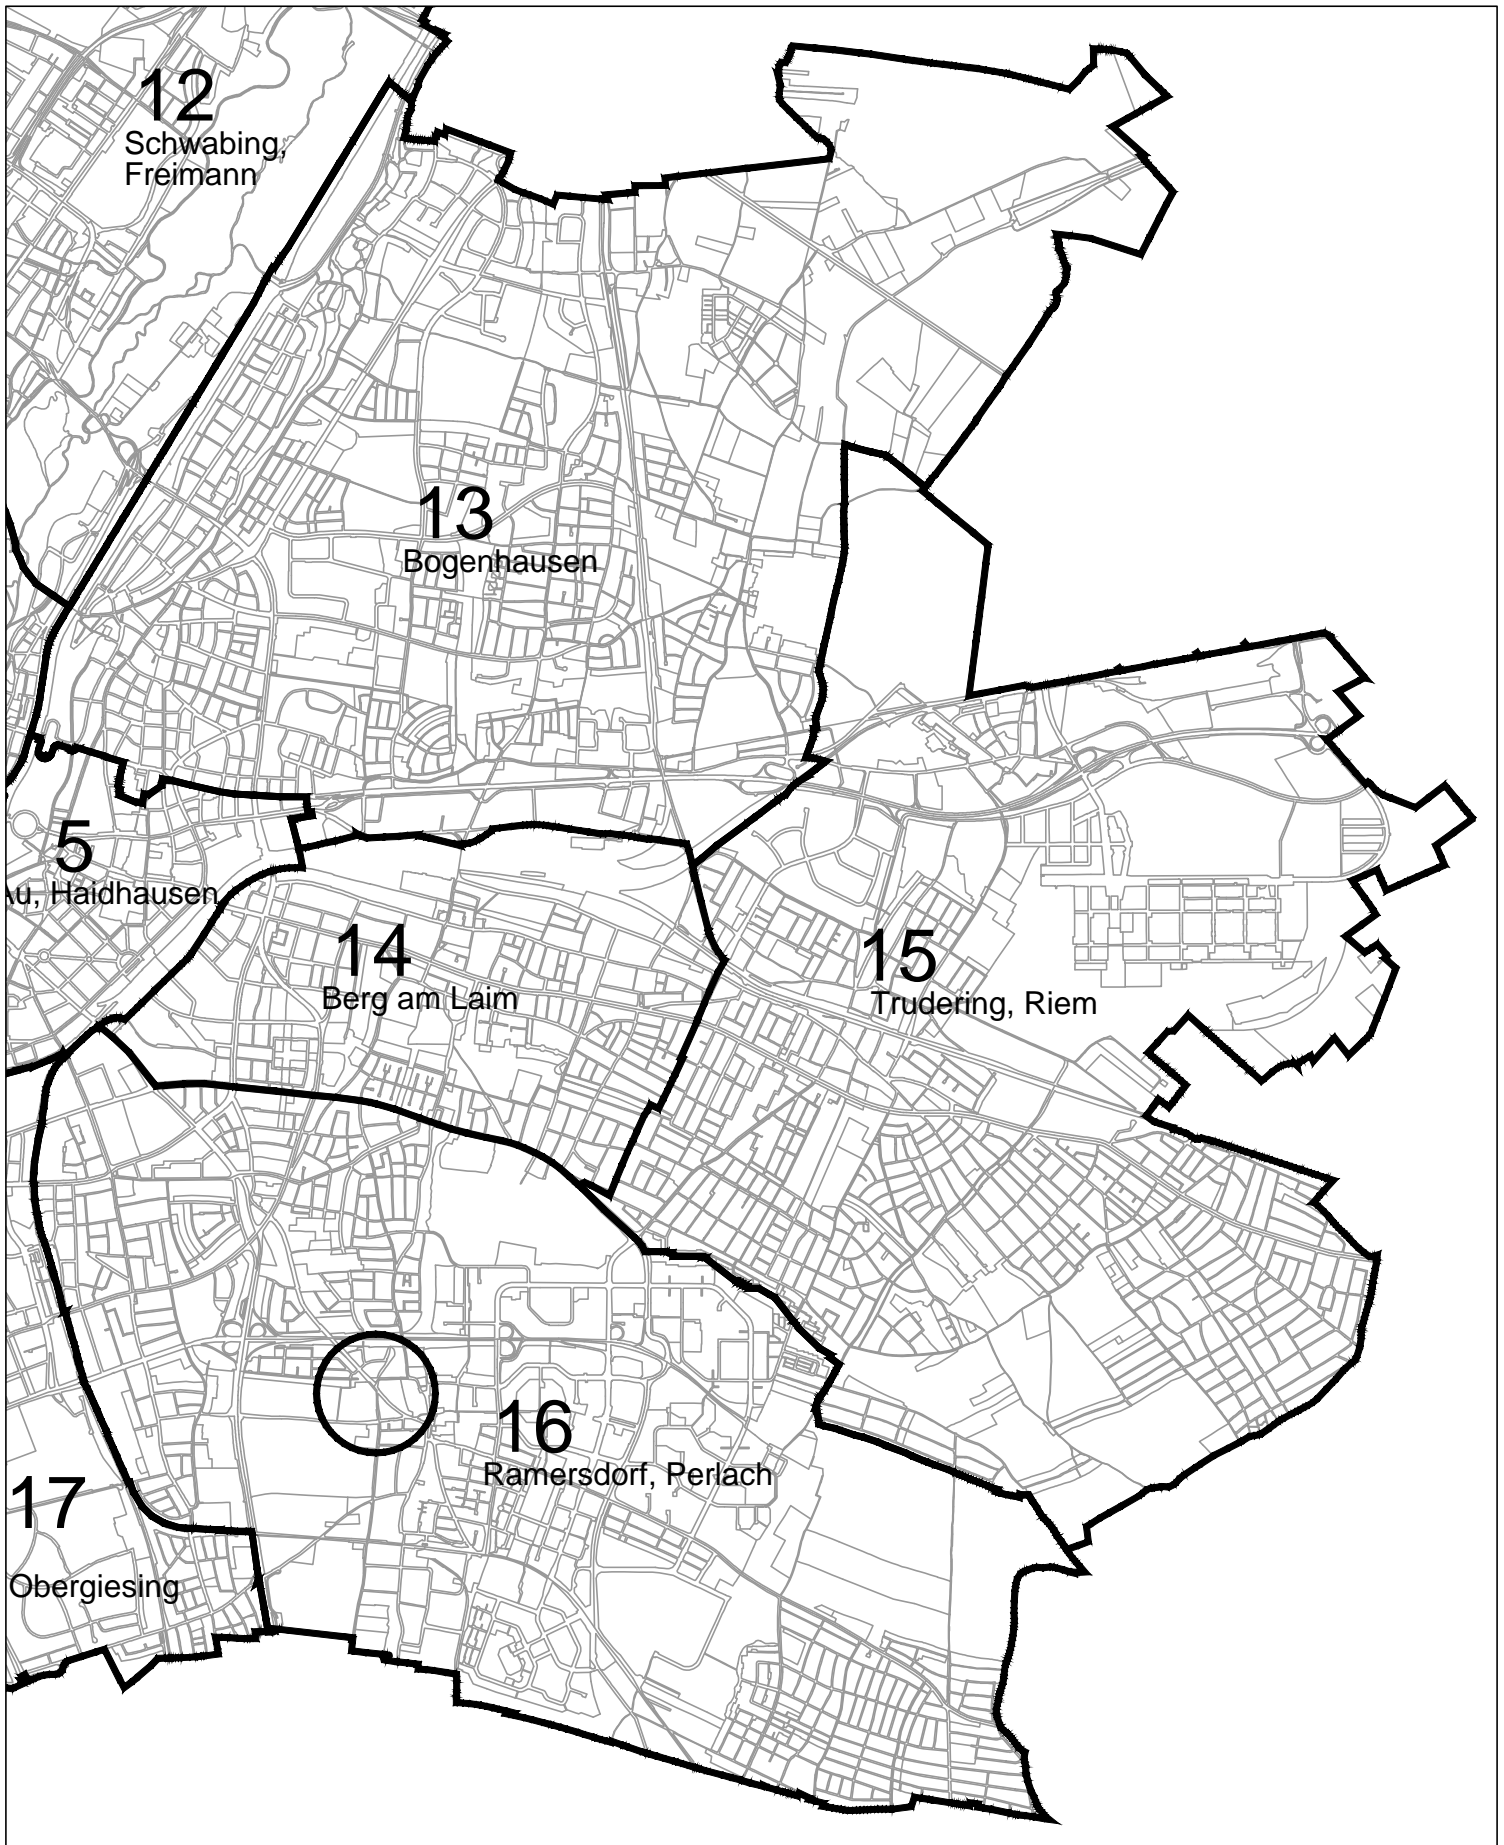 12
Schwabing,
Freimann
13
Bogenhausen
5
Au, Haidhausen
14
Berg am Laim
15
Trudering, Riem
16
Ramersdorf, Perlach
17
Obergiesing